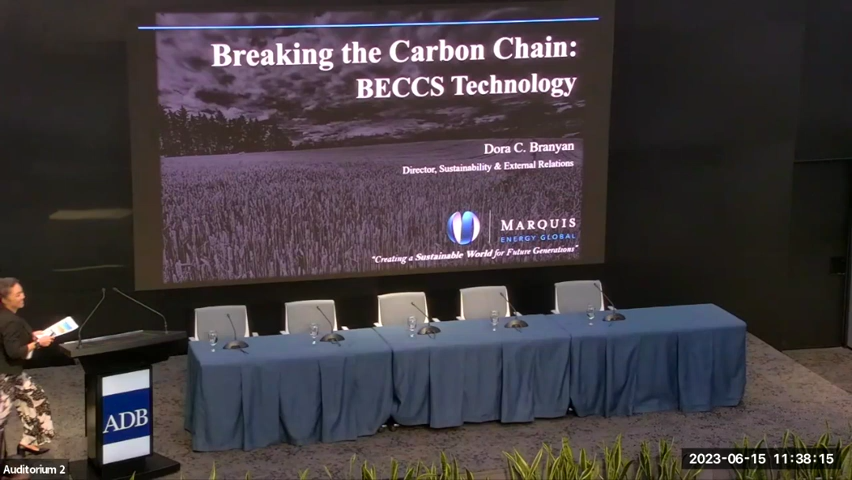 Breaking the Carbon Chain:
BECCS Technology
Dora C. Branyan
Director, Sustainability & External Relations
MARQUIS
ENERGY GLOBAL
"Creating a Sustainable World for Future Generations"
ADB
Auditorium 2
2023-06-15 11:38:15